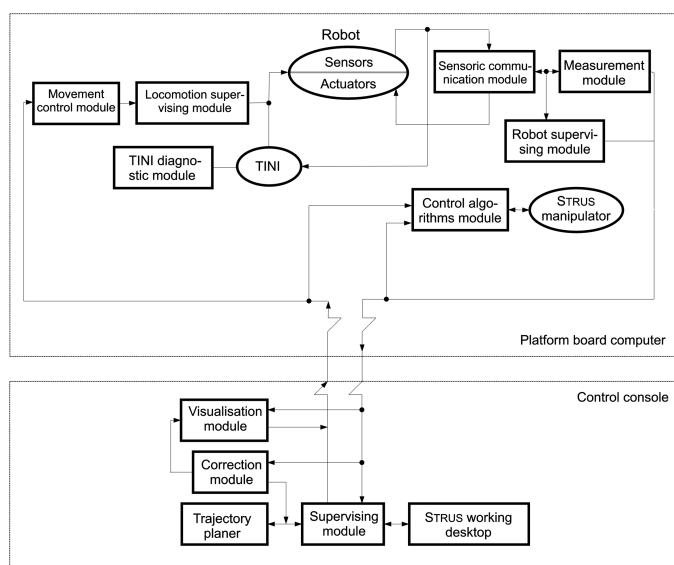 Robot
Sensors
Actuators
Sensoric commu-
nication module
Measurement
module
Movement
control module
Locomotion super-
vising module
Robot supervi-
sing module
TINI diagno-
stic module
TINI
Control algo-
rithms module
STRUS
manipulator
Platform board computer
Control console
Visualisation
module
Correction
module
Trajectory
planer
Supervising
module
STRUS working
desktop